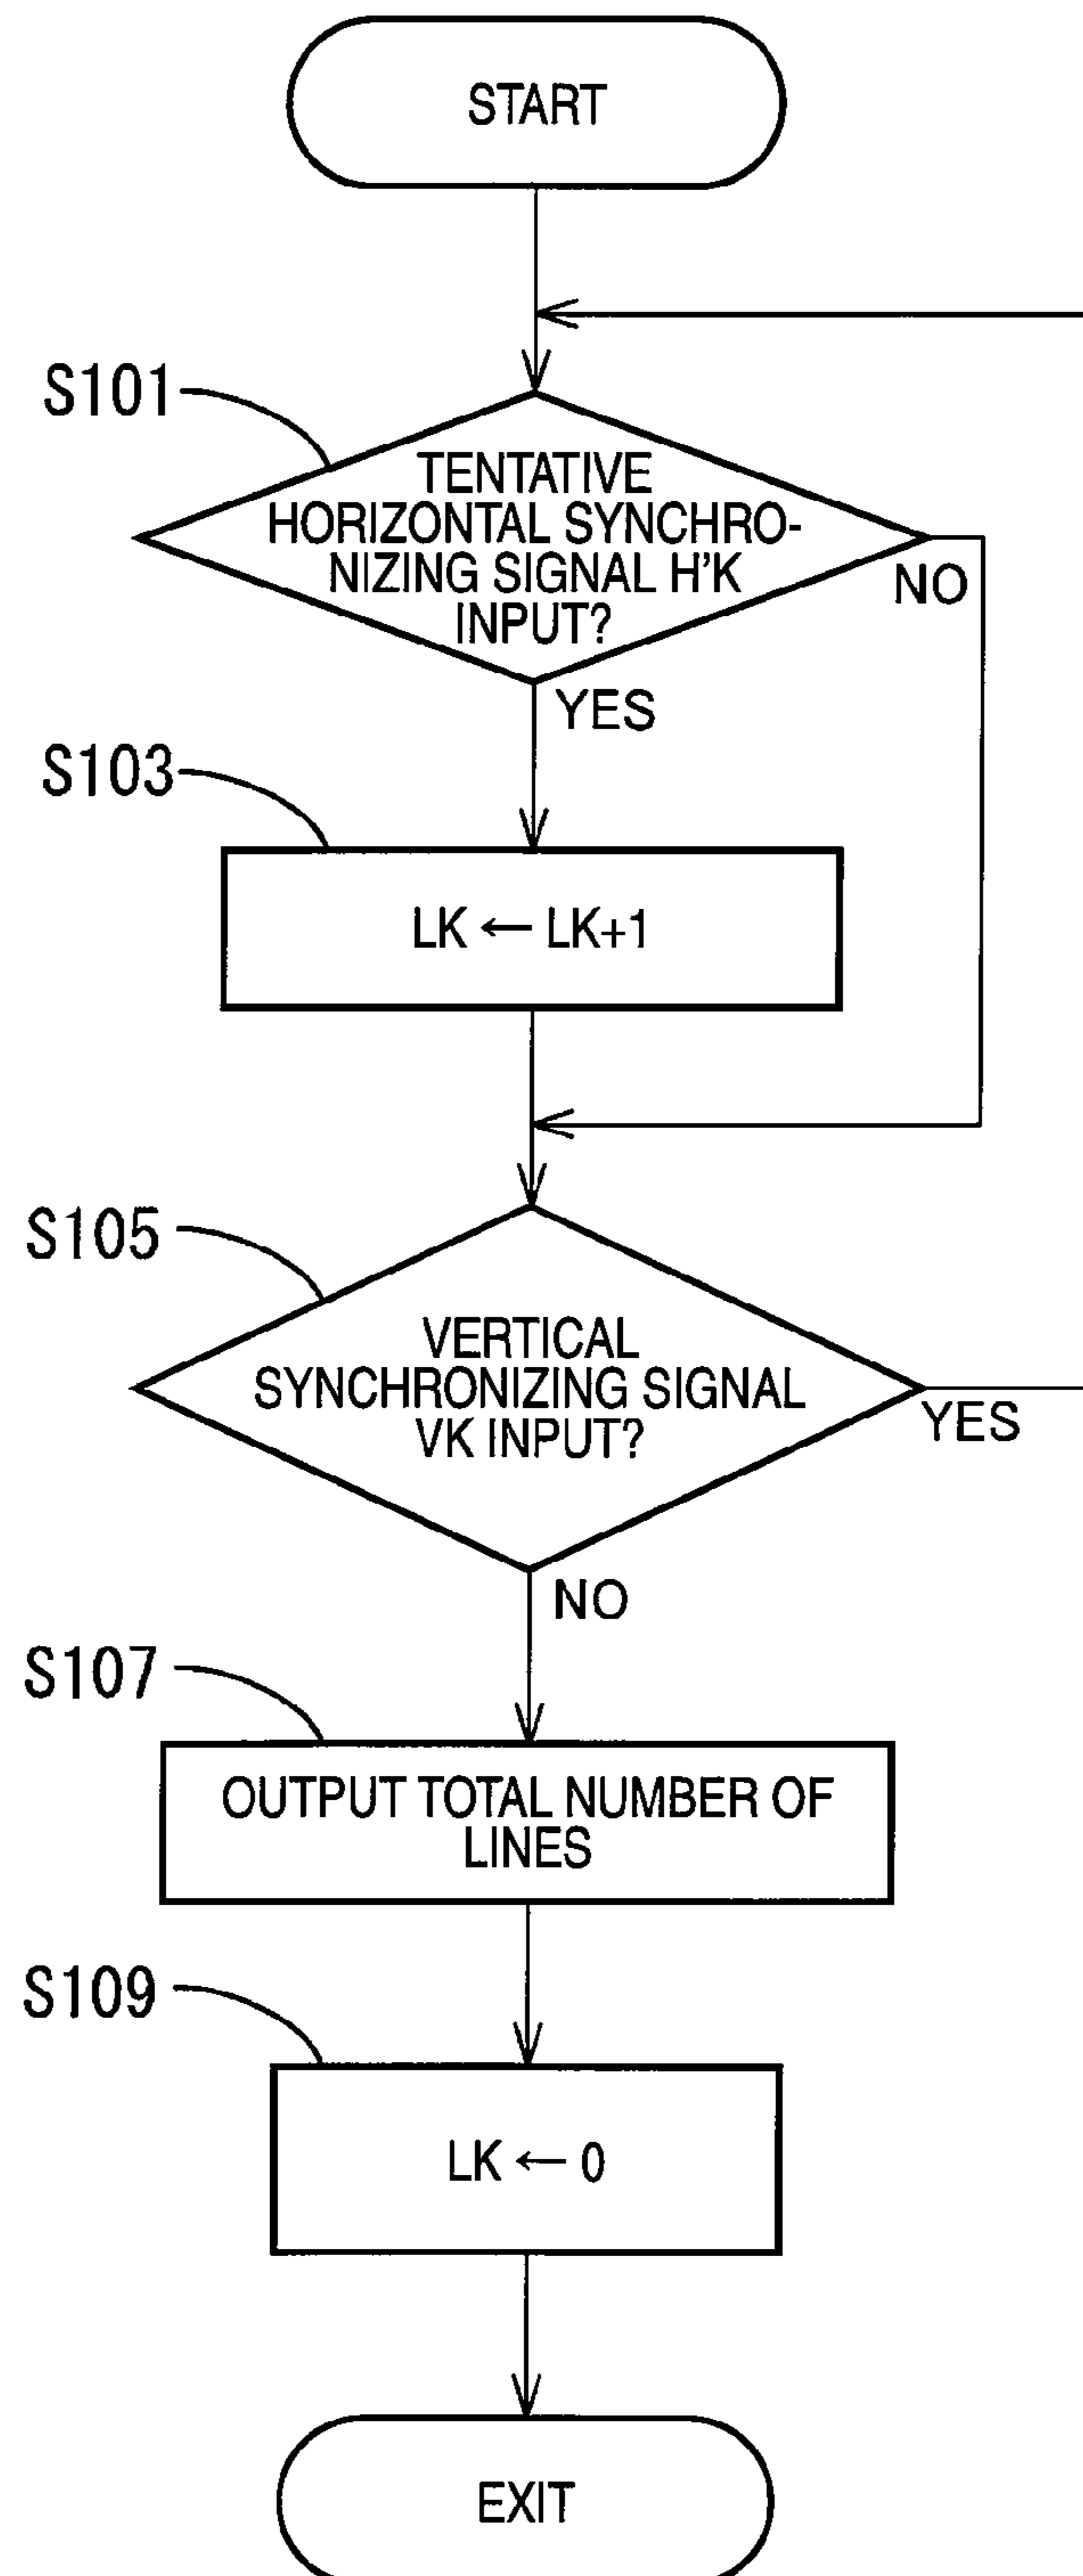 START
S101
TENTATIVE
HORIZONTAL SYNCHRO-
NIZING SIGNAL H'K
INPUT?
NO
YES
S103
LK ← LK+1
S105
VERTICAL
SYNCHRONIZING SIGNAL
VK INPUT?
YES
NO
S107
OUTPUT TOTAL NUMBER OF
LINES
S109
LK ← 0
EXIT